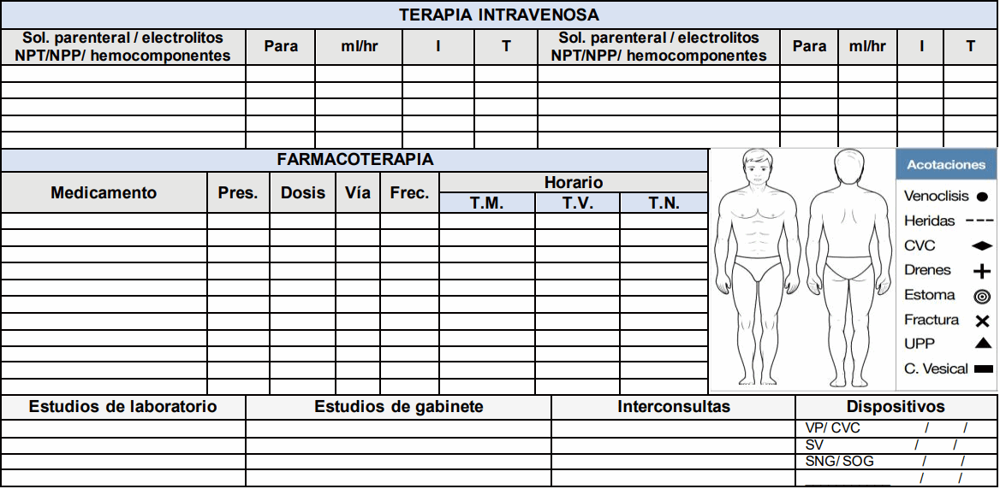 TERAPIA INTRAVENOSA
Sol. parenteral / electrolitos NPT/NPP/ hemocomponentes Para ml/hr I T Sol. parenteral / electrolitos NPT/NPP/ hemocomponentes Para ml/hr I T
FARMACOTERAPIA
Medicamento Pres. Dosis Vía Frec. Horario
T.M. T.V. T.N.
Acotaciones
Venoclisis
Heridas
CVC
Drenes
Estoma
Fractura
UPP
C. Vesical
Estudios de laboratorio Estudios de gabinete Interconsultas Dispositivos
VP/ CVC / /
SV / /
SNG/ SOG / /
____________ / /